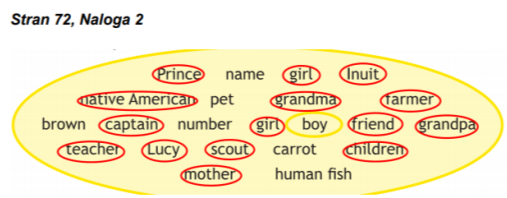 Stran 72, Naloga 2
Prince name girl Inuit
native American pet grandma farmer
brown captain number girl boy friend grandpa
teacher Lucy scout carrot children
mother human fish